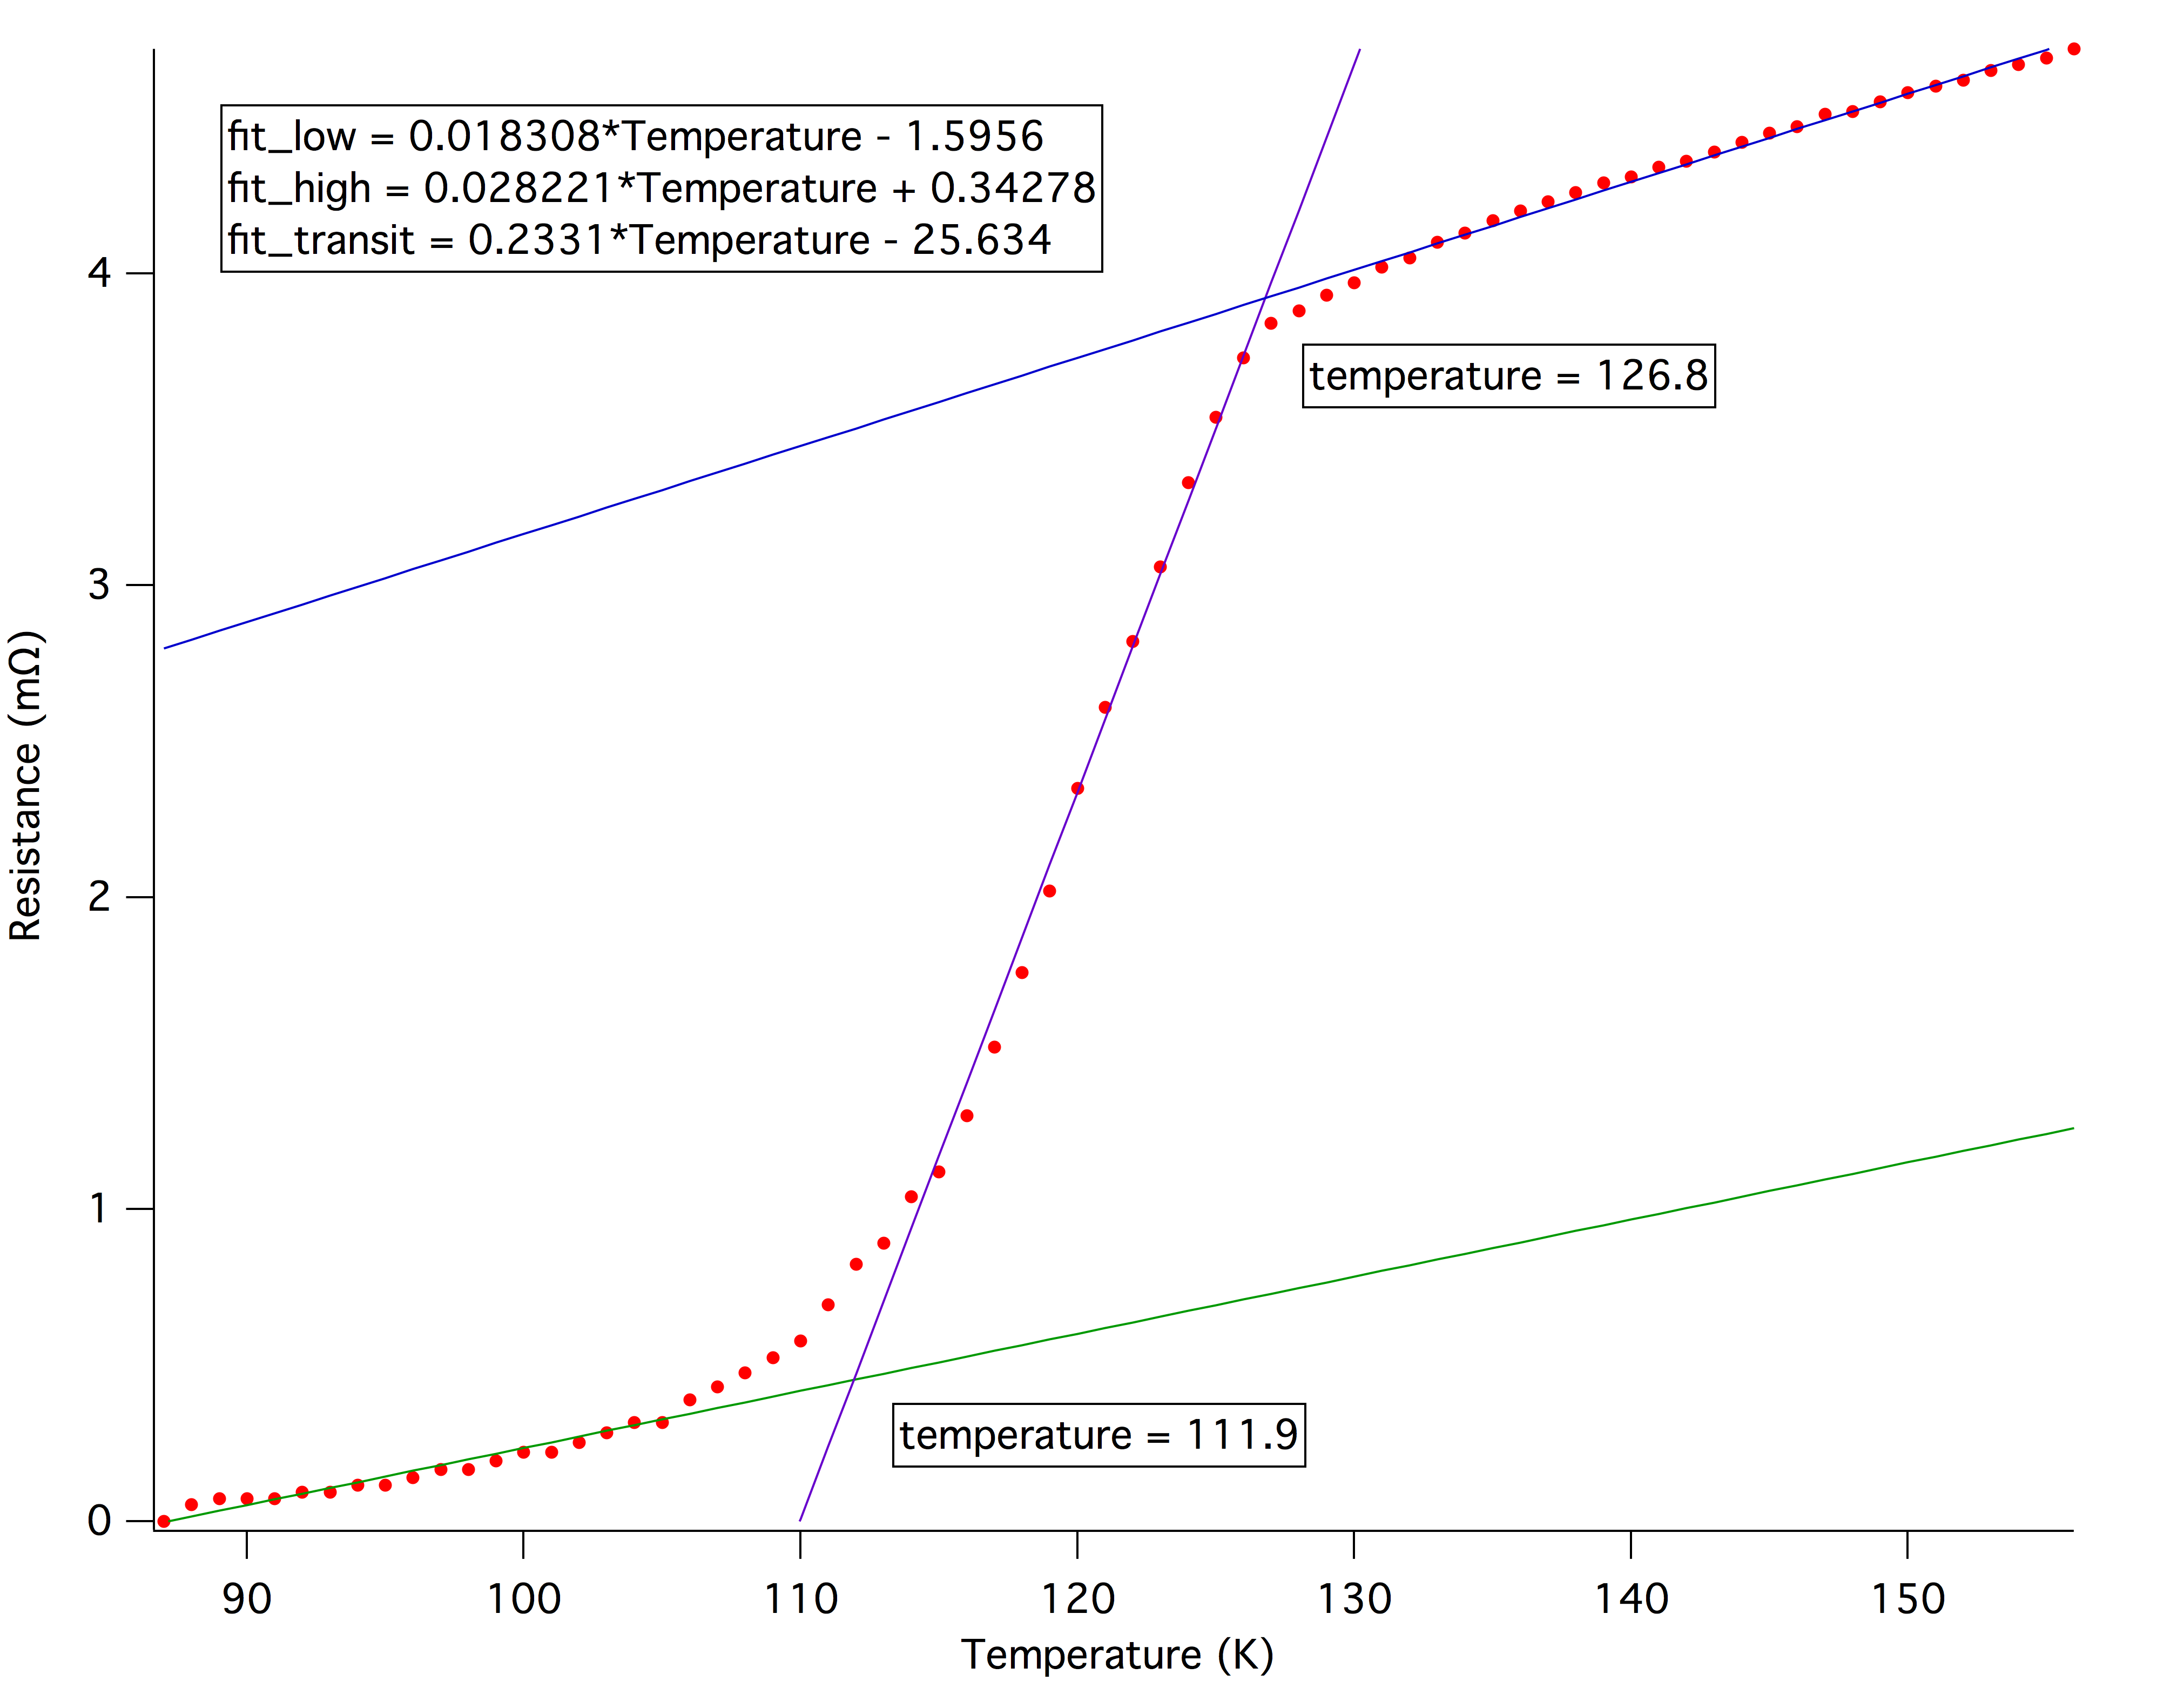 fit_low = 0.018308*Temperature - 1.5956
fit_high = 0.028221*Temperature + 0.34278
fit_transit = 0.2331*Temperature - 25.634
4
temperature = 126.8
3
Resistance (mΩ)
2
1
temperature = 111.9
0
90 100 110 120 130 140 150
Temperature (K)